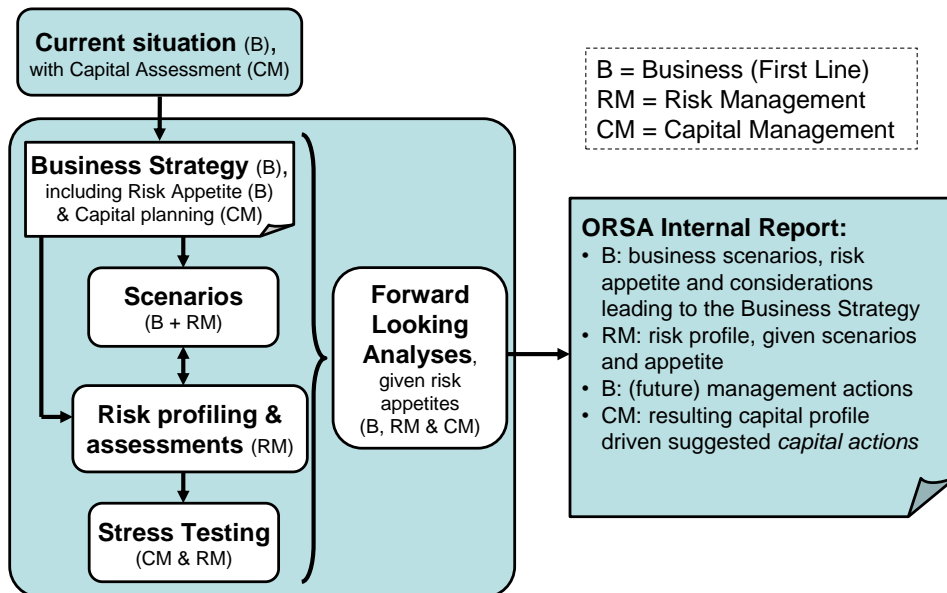 Current situation (B),
with Capital Assessment (CM)
B = Business (First Line)
RM = Risk Management
CM = Capital Management
Business Strategy (B),
including Risk Appetite (B)
& Capital planning (CM)
Scenarios
(B + RM)
Risk profiling &
assessments (RM)
Stress Testing
(CM & RM)
Forward
Looking
Analyses,
given risk
appetites
(B, RM & CM)
ORSA Internal Report:
• B: business scenarios, risk
appetite and considerations
leading to the Business Strategy
• RM: risk profile, given scenarios
and appetite
• B: (future) management actions
• CM: resulting capital profile
driven suggested capital actions